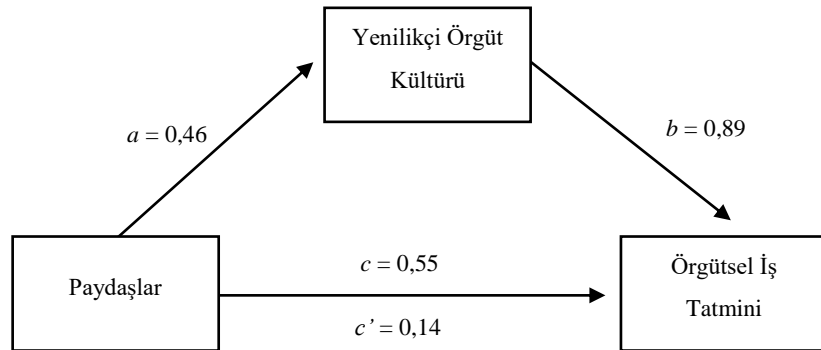 Yenilikçi Örgüt
Kültürü
a = 0,46
b = 0,89
Paydaşlar
c = 0,55
c’ = 0,14
Örgütsel İş
Tatmini